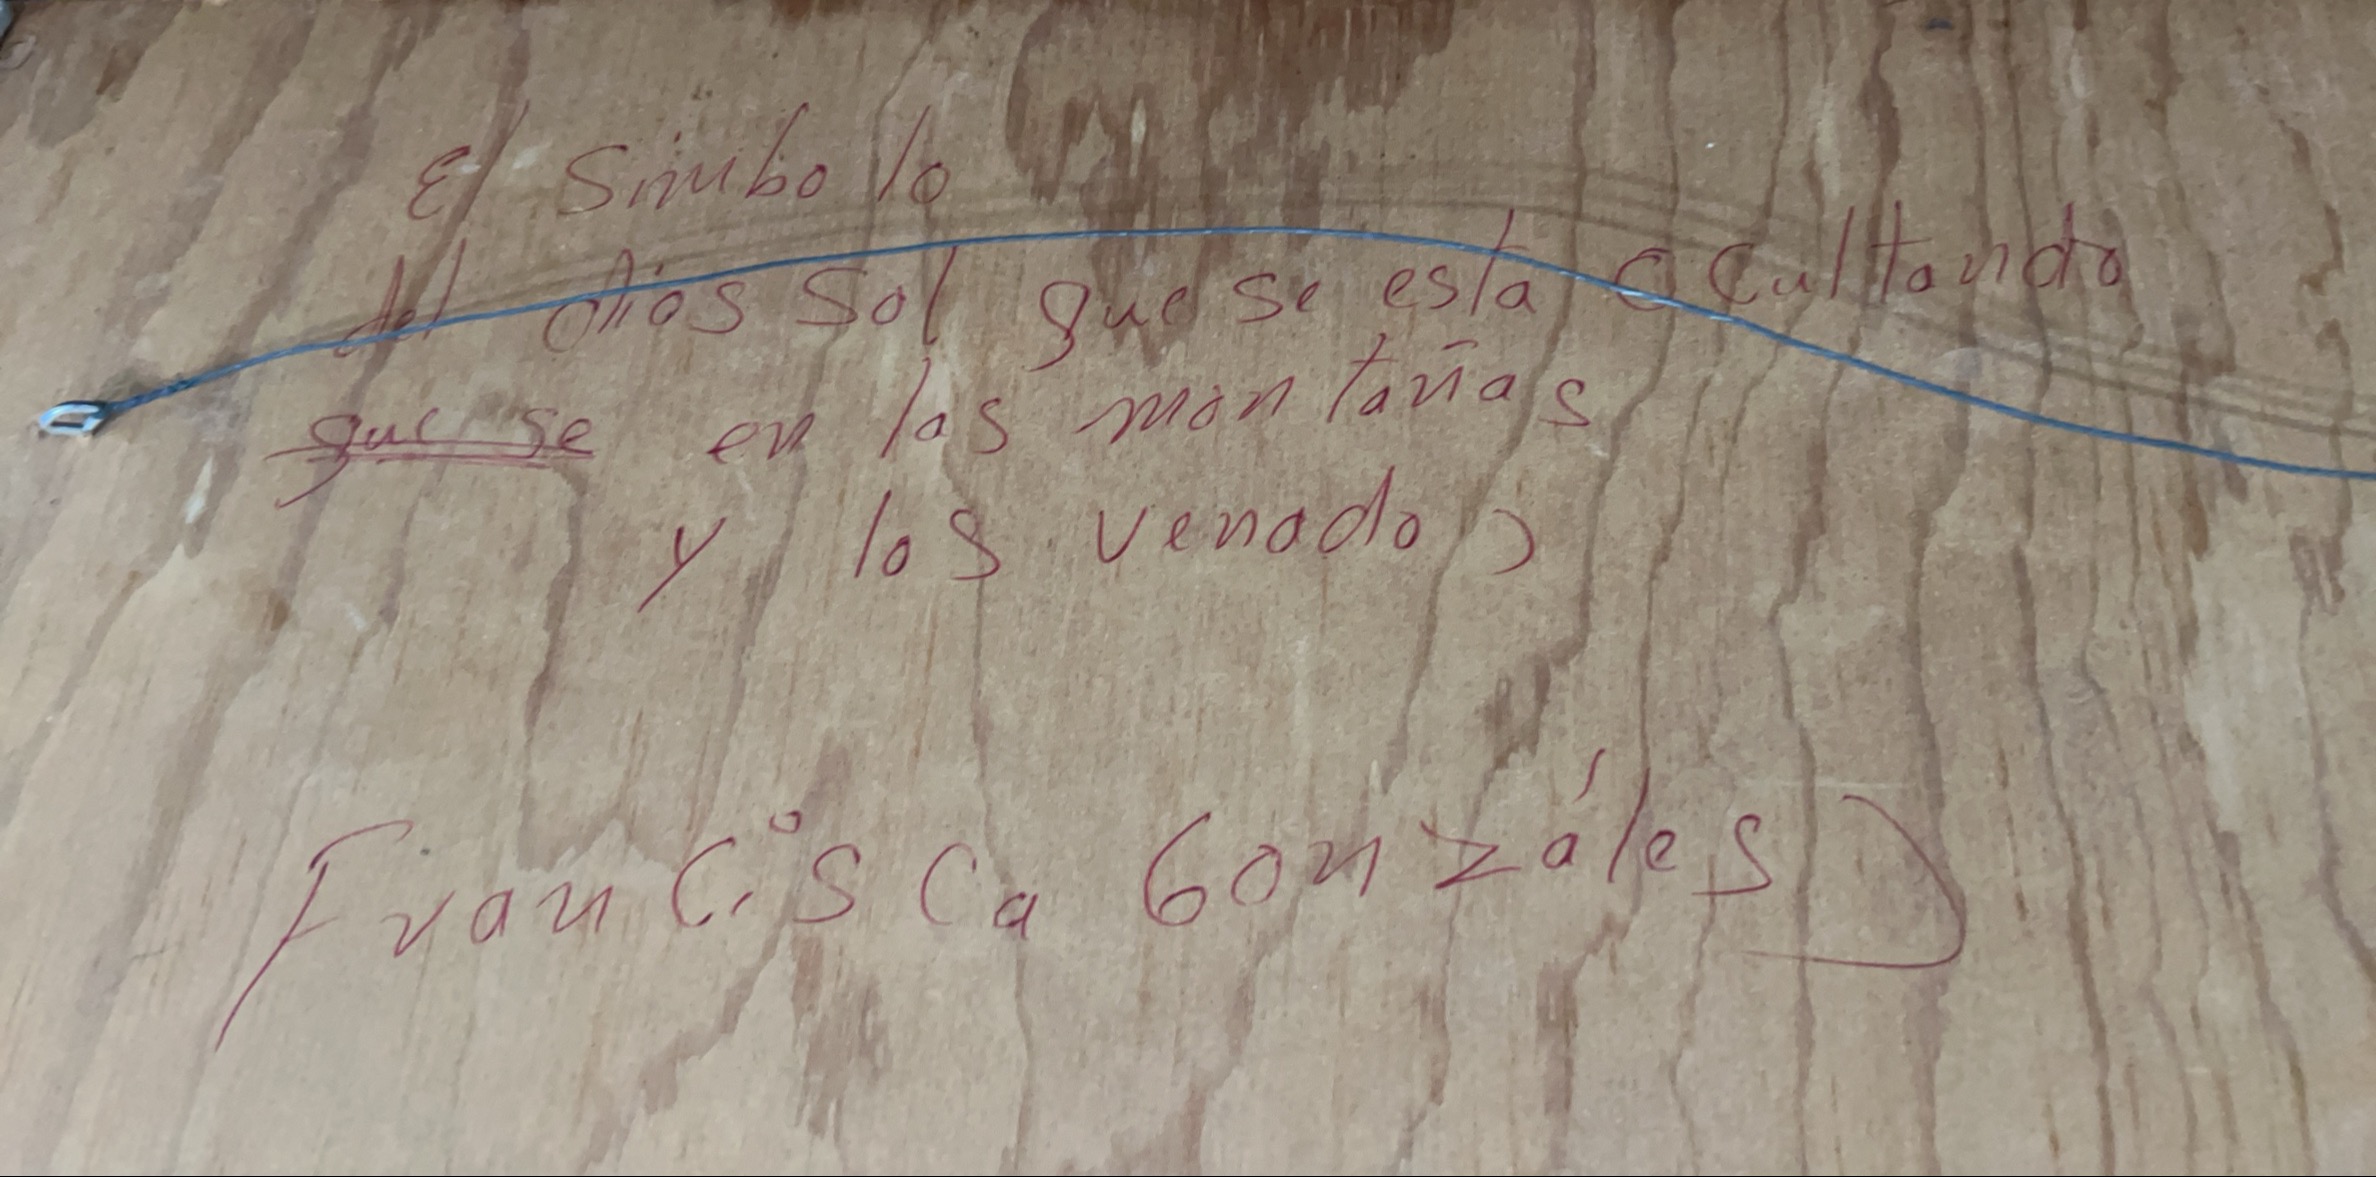 El Simbolo
del dios sol que se esta ocultando
que se en las montañas
y los venados
Francisca Gonzáles